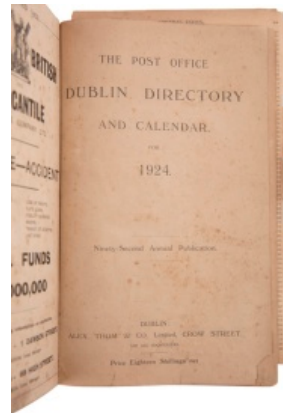 BRITISH
CANTILE
E—ACCIDENT
FUNDS
000,000
THE POST OFFICE
DUBLIN DIRECTORY
AND CALENDAR.
FOR
1924.
Ninety-Second Annual Publication.
DUBLIN
ALEX. THOM & CO. Limited, CROW STREET.
Price Eighteen Shillings net